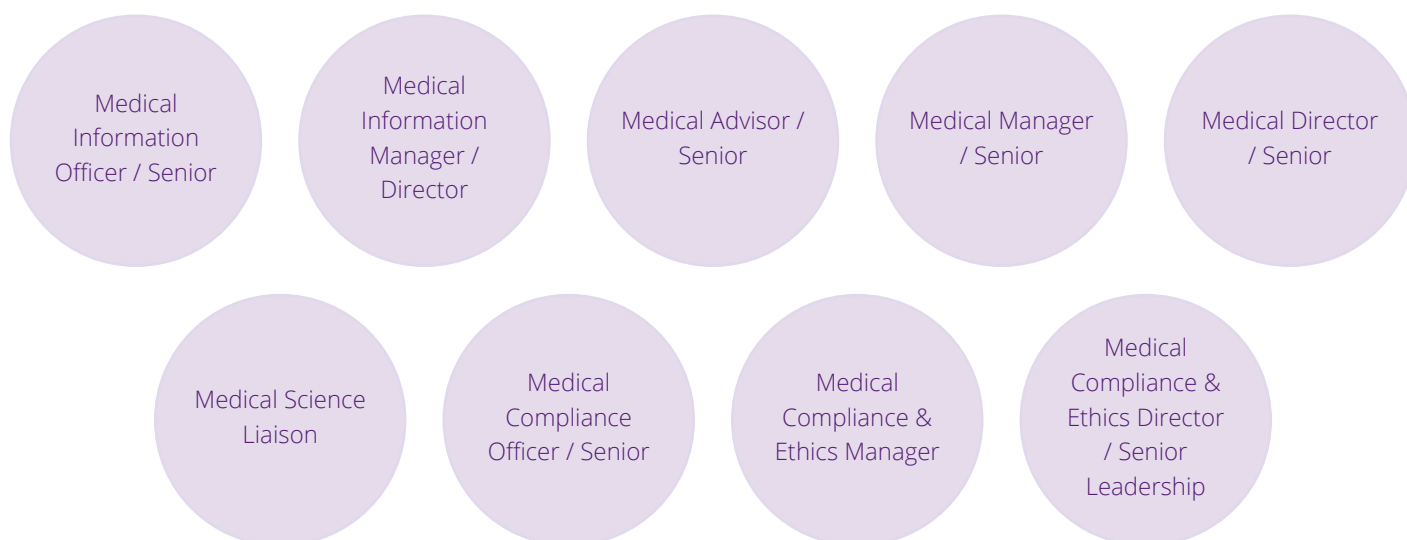 Medical
Information
Officer / Senior
Medical
Information
Manager /
Director
Medical Advisor /
Senior
Medical Manager
/ Senior
Medical Director
/ Senior
Medical Science
Liaison
Medical
Compliance
Officer / Senior
Medical
Compliance &
Ethics Manager
Medical
Compliance &
Ethics Director
/ Senior
Leadership